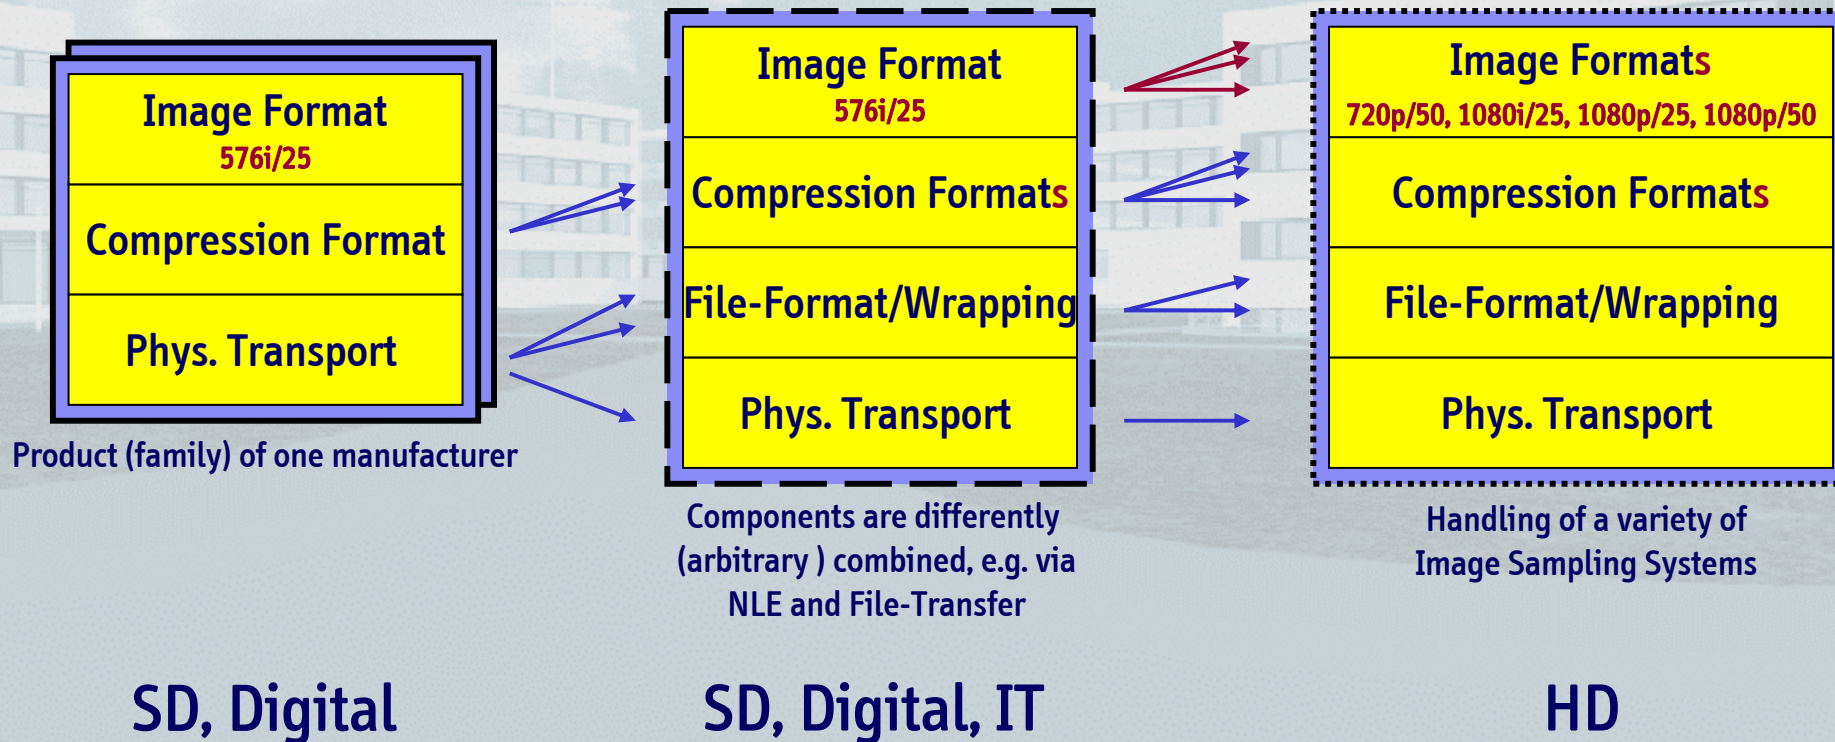 Image Format
576i/25
Compression Format
Phys. Transport
Product (family) of one manufacturer
SD, Digital
Image Format
576i/25
Compression Formats
File-Format/Wrapping
Phys. Transport
Components are differently
(arbitrary ) combined, e.g. via
NLE and File-Transfer
SD, Digital, IT
Image Formats
720p/50, 1080i/25, 1080p/25, 1080p/50
Compression Formats
File-Format/Wrapping
Phys. Transport
Handling of a variety of
Image Sampling Systems
HD